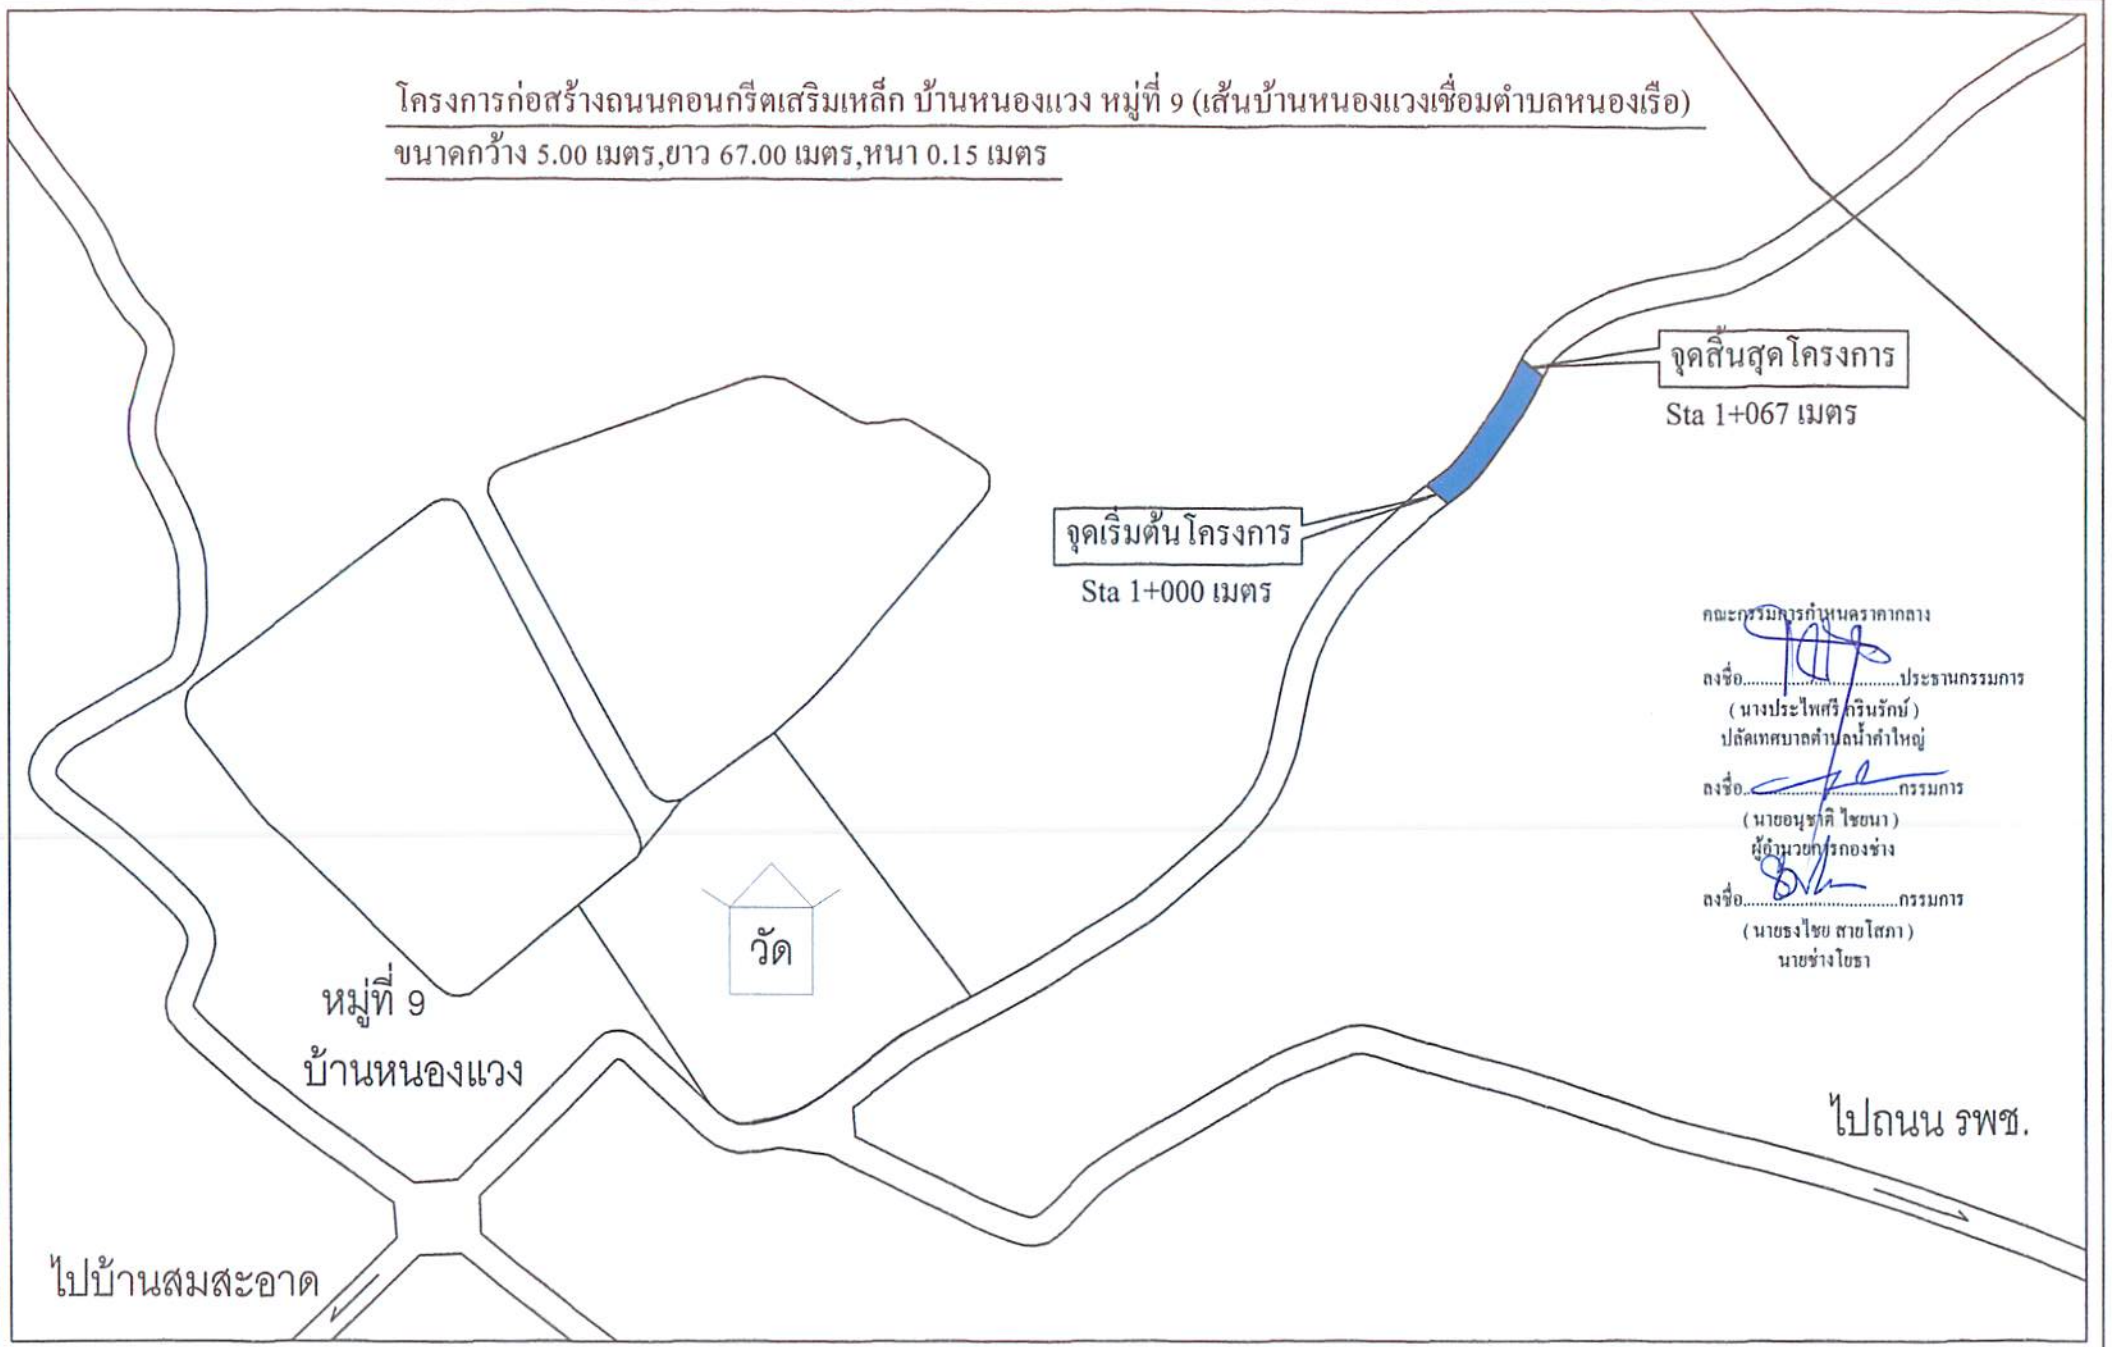 โครงการก่อสร้างถนนคอนกรีตเสริมเหล็ก บ้านหนองแวง หมู่ที่ 9 (เส้นบ้านหนองแวงเชื่อมตำบลหนองเรือ)
ขนาดกว้าง 5.00 เมตร,ยาว 67.00 เมตร,หนา 0.15 เมตร
จุดสิ้นสุดโครงการ
Sta 1+067 เมตร
จุดเริ่มต้นโครงการ
Sta 1+000 เมตร
คณะกรรมการกำหนดราคากลาง
ลงชื่อ..............................ประธานกรรมการ
( นางประไพศรี กรินรักษ์ )
ปลัดเทศบาลตำบลน้ำคำใหญ่
ลงชื่อ..............................กรรมการ
( นายอนุชาติ ไชยนา )
ผู้อำนวยการกองช่าง
ลงชื่อ..............................กรรมการ
( นายธงไชย สายโสภา )
นายช่างโยธา
วัด
หมู่ที่ 9
บ้านหนองแวง
ไปถนน รพช.
ไปบ้านสมสะอาด